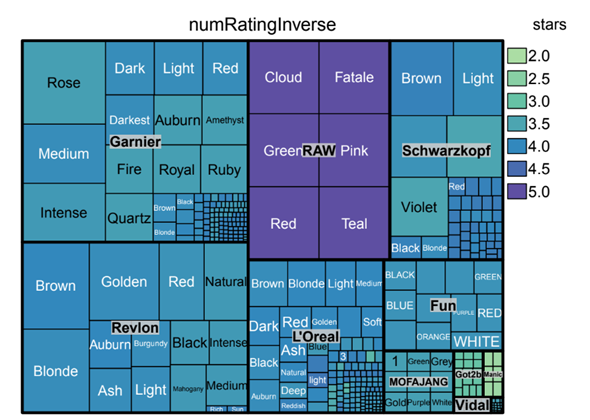 numRatingInverse
stars
2.0
2.5
3.0
3.5
4.0
4.5
5.0
Rose
Dark
Light
Red
Darkest
Auburn
Amethyst
Garnier
Medium
Fire
Royal
Ruby
Intense
Quartz
Brown
Black
Blonde
Cloud
Fatale
Green
RAW
Pink
Red
Teal
Brown
Light
Schwarzkopf
Violet
Red
Black
Blonde
Brown
Golden
Red
Natural
Revlon
Auburn
Burgundy
Black
Intense
Blonde
Ash
Light
Mahogany
Medium
Rich
Sun
Brown
Blonde
Light
Medium
Dark
Red
Golden
Soft
L'Oreal
Ash
Blue
3
Black
Natural
light
Deep
Auburn
Reddish
BLACK
GREEN
BLUE
Fun
PURPLE
RED
ORANGE
WHITE
1
Green
Grey
MOFAJANG
Gold
Purple
White
Got2b
Manic
Vidal